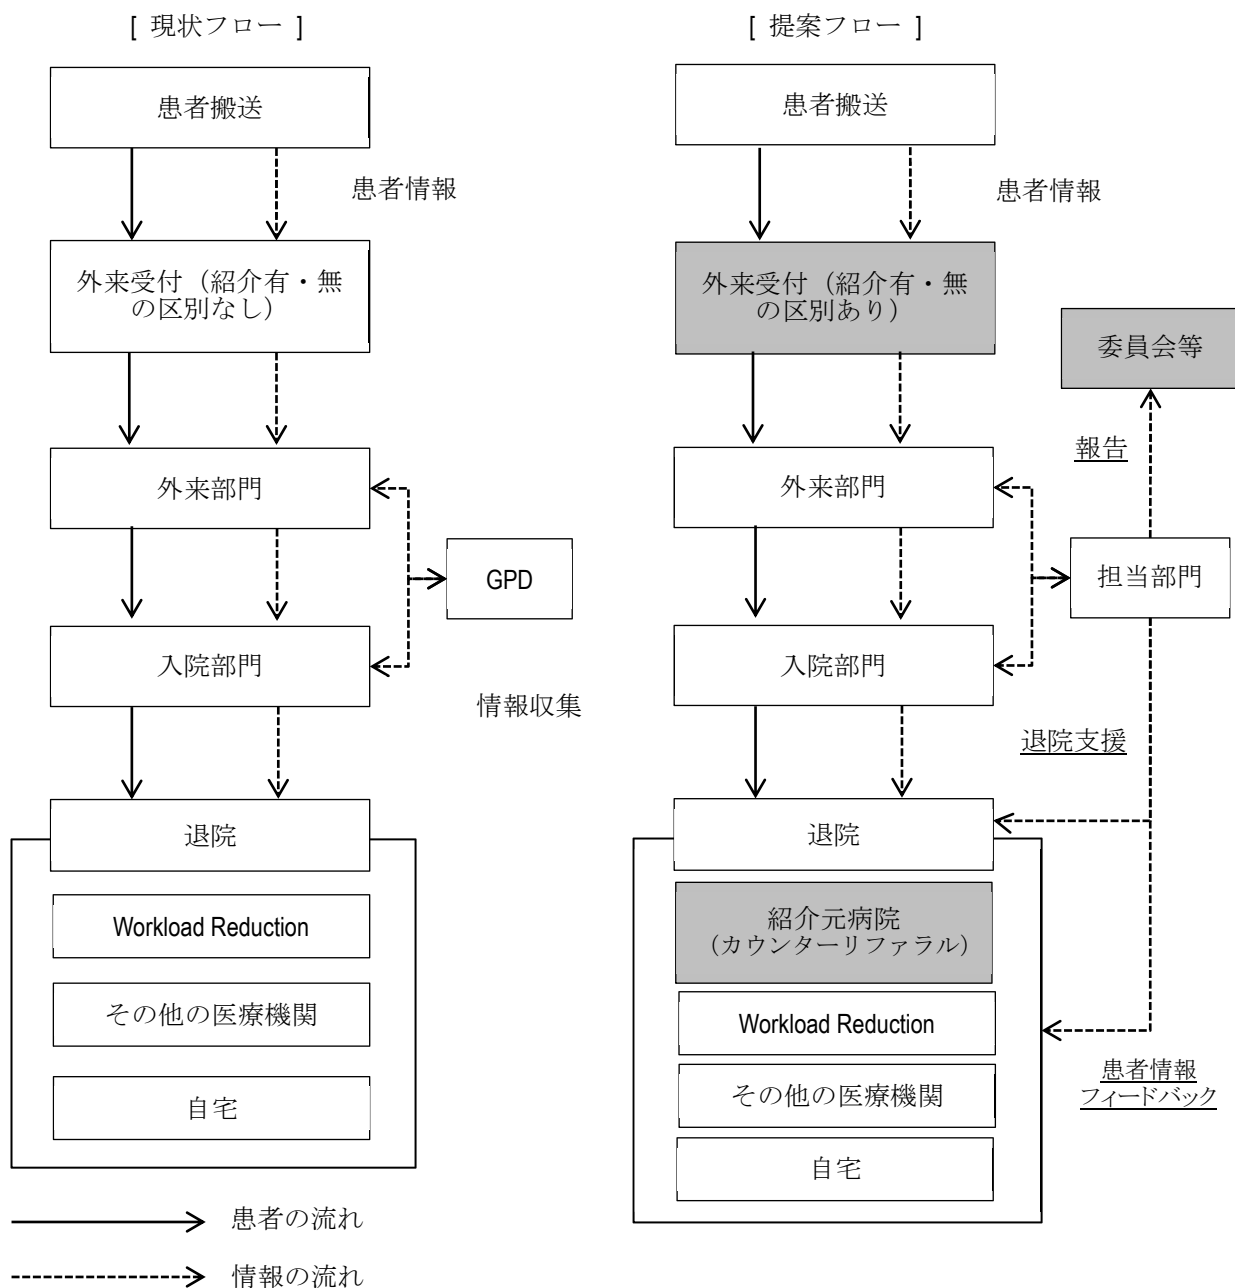 [ 現状フロー ]
患者搬送
患者情報
外来受付（紹介有・無
の区別なし）
外来部門
GPD
入院部門
情報収集
退院
Workload Reduction
その他の医療機関
自宅
患者の流れ
情報の流れ
[ 提案フロー ]
患者搬送
患者情報
外来受付（紹介有・無
の区別あり）
委員会等
報告
外来部門
担当部門
入院部門
退院支援
退院
紹介元病院
（カウンターリファラル）
Workload Reduction
その他の医療機関
自宅
患者情報
フィードバック